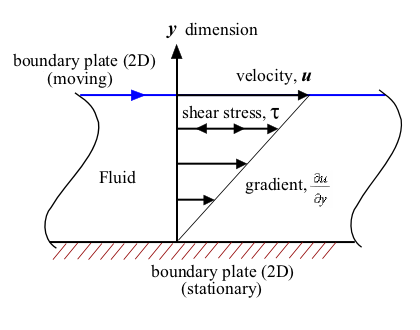 y dimension
boundary plate (2D)
(moving)
velocity, u
shear stress, τ
Fluid
gradient, ∂u/∂y
boundary plate (2D)
(stationary)